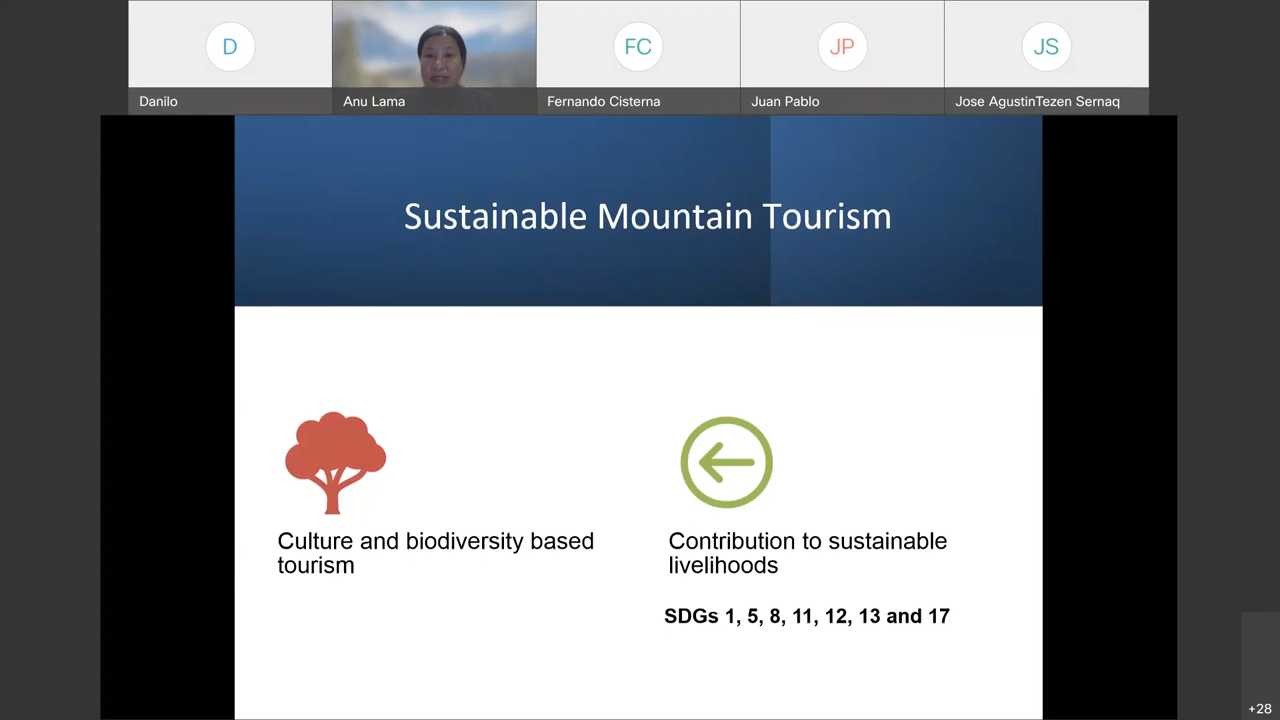 D
FC
JP
JS
Danilo
Anu Lama
Fernando Cisterna
Juan Pablo
Jose AgustinTezen Sernaq
Sustainable Mountain Tourism
Culture and biodiversity based
tourism
Contribution to sustainable
livelihoods
SDGs 1, 5, 8, 11, 12, 13 and 17
+28